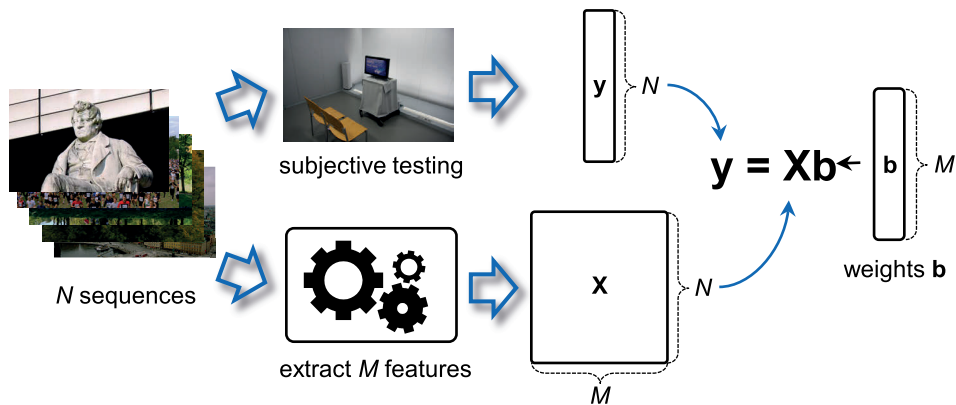 N sequences
subjective testing
extract M features
y
N
X
N
M
y = Xb
b
M
weights b